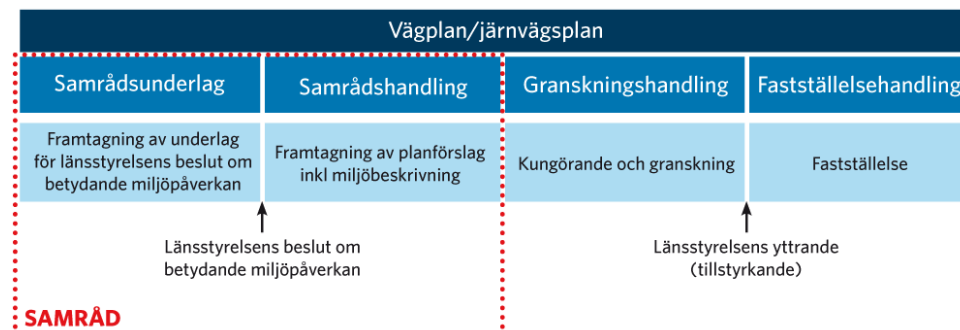 Vägplan/järnvägsplan
Samrådsunderlag
Samrådshandling
Granskningshandling
Fastställelsehandling
Framtagning av underlag
för länsstyrelsens beslut om
betydande miljöpåverkan
Framtagning av planförslag
inkl miljöbeskrivning
Kungörande och granskning
Fastställelse
Länsstyrelsens beslut om
betydande miljöpåverkan
Länsstyrelsens yttrande
(tillstyrkande)
SAMRÅD